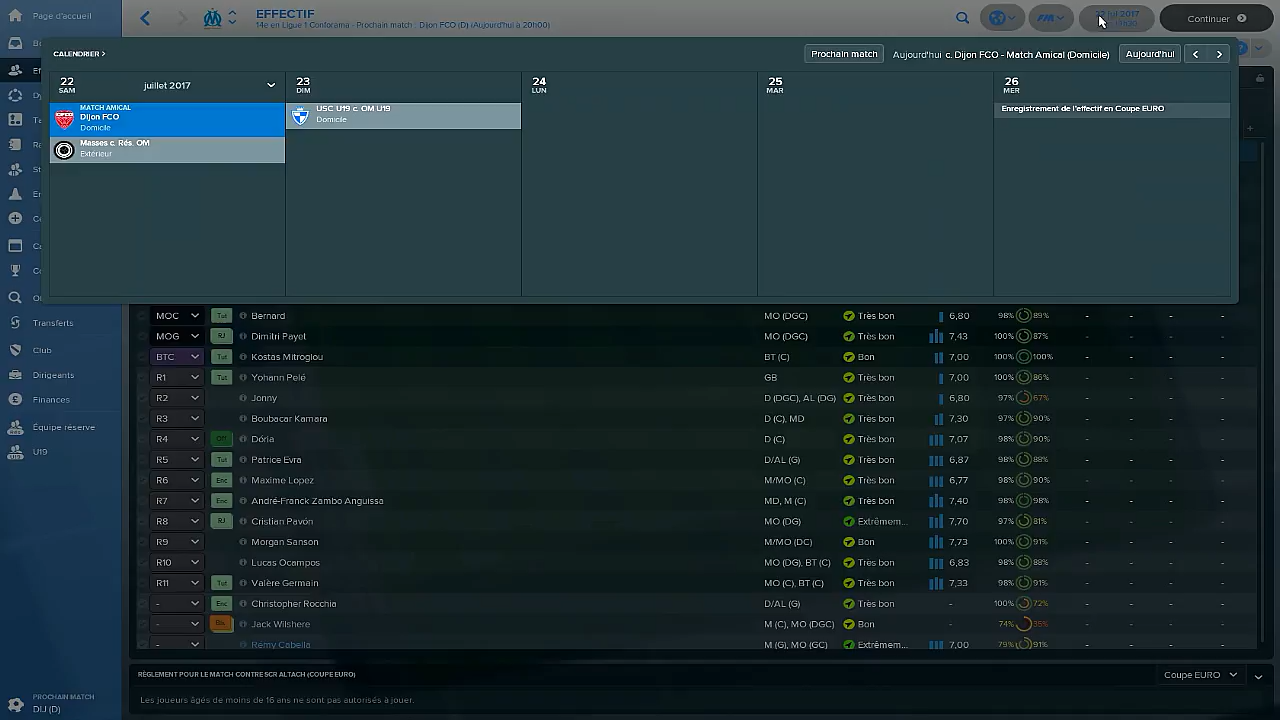 Page d'accueil
EFFECTIF
14e en Ligue 1 Conforama - Prochain match : Dijon FCO (D) (Aujourd'hui à 20h00)
FM
22 jul 2017
Continuer
CALENDRIER >
Prochain match
Aujourd'hui c. Dijon FCO - Match Amical (Domicile)
Aujourd'hui
22 SAM
juillet 2017
23 DIM
24 LUN
25 MAR
26 MER
MATCH AMICAL
Dijon FCO
Domicile
Masses c. Rés. OM
Extérieur
USC U19 c. OM U19
Domicile
Enregistrement de l'effectif en Coupe EURO
Transferts
Club
Dirigeants
Finances
Équipe réserve
U19
MOC Tut Bernard MO (DGC) Très bon 6,80 98% 89% - - - -
MOG RJ Dimitri Payet MO (DGC) Très bon 7,43 100% 87% - - - -
BTC Tut Kostas Mitroglou BT (C) Bon 7,00 100% 100% - - - -
R1 Tut Yohann Pelé GB Très bon 7,00 100% 86% - - - -
R2 Jonny D (DGC), AL (DG) Très bon 6,80 97% 67% - - - -
R3 Boubacar Kamara D (C), MD Très bon 7,30 97% 90% - - - -
R4 Dória D (C) Très bon 7,07 98% 90% - - - -
R5 Tut Patrice Evra D/AL (G) Très bon 6,87 98% 88% - - - -
R6 Enc Maxime Lopez M/MO (C) Très bon 6,77 98% 90% - - - -
R7 Enc André-Franck Zambo Anguissa MD, M (C) Très bon 7,40 98% 98% - - - -
R8 RJ Cristian Pavón MO (DG) Extrêmem... 7,70 97% 81% - - - -
R9 Morgan Sanson M/MO (DC) Bon 7,73 100% 91% - - - -
R10 Lucas Ocampos MO (DG), BT (C) Très bon 6,83 98% 88% - - - -
R11 Tut Valère Germain MO (C), BT (C) Très bon 7,33 98% 91% - - - -
- Enc Christopher Rocchia D/AL (G) Très bon - 100% 72% - - - -
- Bls Jack Wilshere M (C), MO (DGC) Bon - 74% 35% - - - -
- Rémy Cabella M (G), MO (GC) Extrêmem... 7,00 79% 91% - - - -
RÈGLEMENT POUR LE MATCH CONTRE SCR ALTACH (COUPE EURO)
Coupe EURO
Les joueurs âgés de moins de 16 ans ne sont pas autorisés à jouer.
PROCHAIN MATCH
DIJ (D)